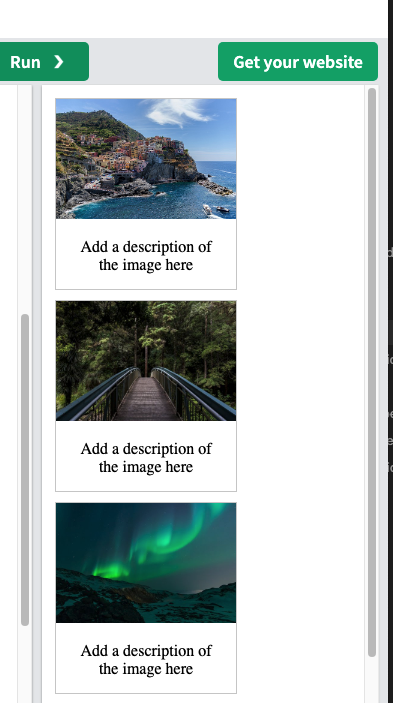 Run ❯
Get your website
Add a description of
the image here
Add a description of
the image here
Add a description of
the image here